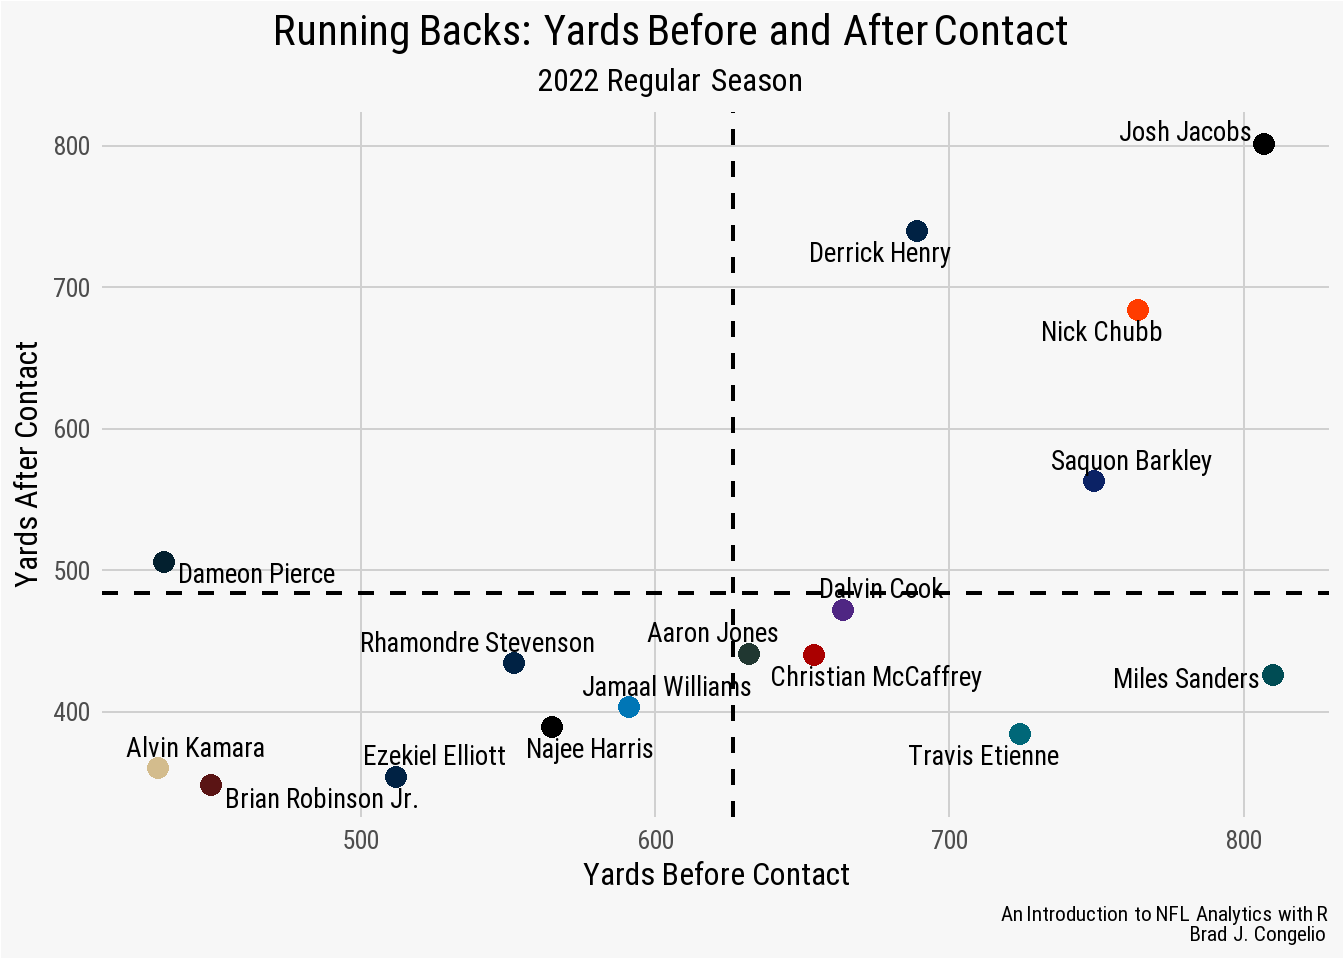 Running Backs: Yards Before and After Contact
2022 Regular Season
Josh Jacobs
800
Derrick Henry
700
Nick Chubb
600
Saquon Barkley
Yards After Contact
500
Dameon Pierce
Dalvin Cook
Aaron Jones
Rhamondre Stevenson
Christian McCaffrey
Miles Sanders
Jamaal Williams
400
Alvin Kamara
Ezekiel Elliott
Najee Harris
Travis Etienne
Brian Robinson Jr.
500
600
700
800
Yards Before Contact
An Introduction to NFL Analytics with R
Brad J. Congelio